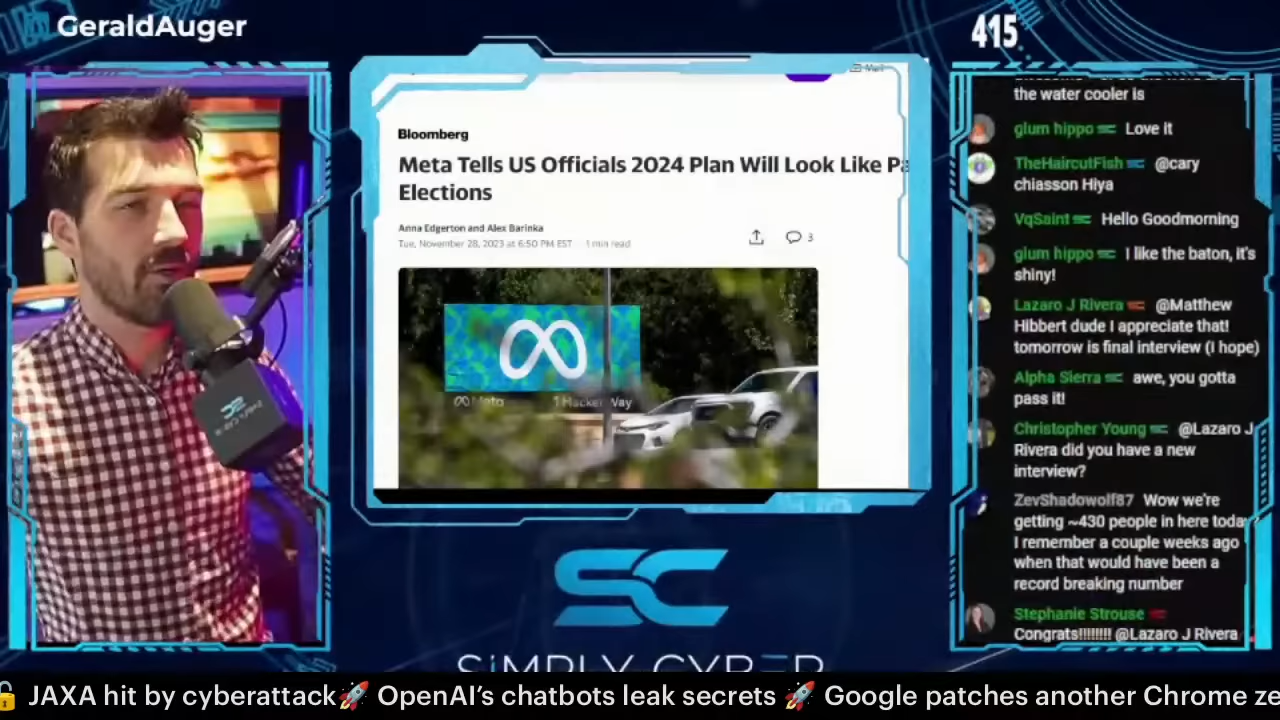 GeraldAuger
415
Bloomberg
Meta Tells US Officials 2024 Plan Will Look Like Pa
Elections
Anna Edgerton and Alex Barinka
Tue, November 28, 2023 at 6:50 PM EST · 1 min read
3
Meta
1 Hacker Way
the water cooler is
glum hippo Love it
TheHaircutFish @cary
chiasson Hiya
VqSaint Hello Goodmorning
glum hippo I like the baton, it's
shiny!
Lazaro J Rivera @Matthew
Hibbert dude I appreciate that!
tomorrow is final interview (I hope)
Alpha Sierra awe, you gotta
pass it!
Christopher Young @Lazaro J
Rivera did you have a new
interview?
ZevShadowolf87 Wow we're
getting ~430 people in here today
I remember a couple weeks ago
when that would have been a
record breaking number
Stephanie Strouse
Congrats!!!!!!! @Lazaro J Rivera
SC
SIMPLY CYBER
JAXA hit by cyberattack🚀 OpenAI's chatbots leak secrets 🚀 Google patches another Chrome ze